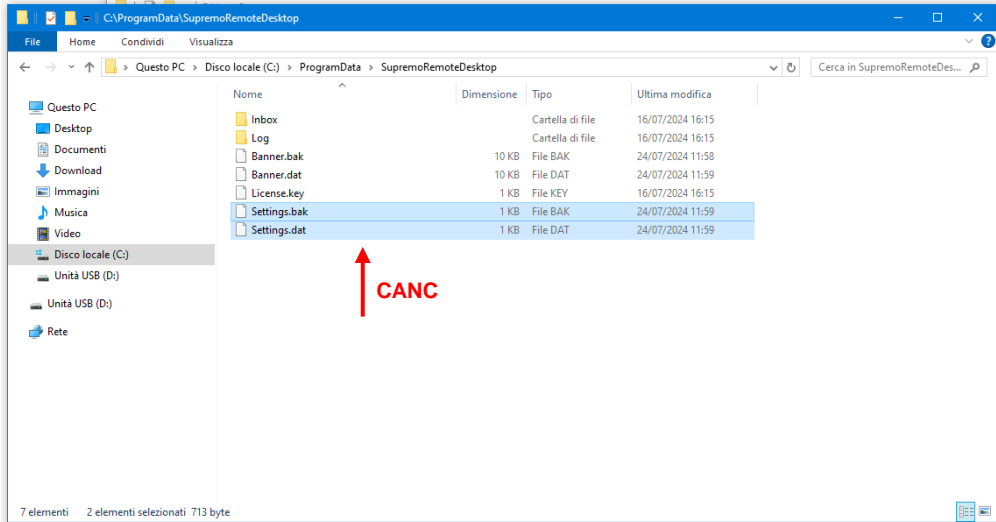 C:\ProgramData\SupremoRemoteDesktop
File Home Condividi Visualizza
Questo PC > Disco locale (C:) > ProgramData > SupremoRemoteDesktop
Cerca in SupremoRemoteDes...
Nome Dimensione Tipo Ultima modifica
Questo PC
Desktop
Documenti
Download
Immagini
Musica
Video
Disco locale (C:)
Unità USB (D:)
Unità USB (D:)
Rete
Inbox Cartella di file 16/07/2024 16:15
Log Cartella di file 16/07/2024 16:15
Banner.bak 10 KB File BAK 24/07/2024 11:58
Banner.dat 10 KB File DAT 24/07/2024 11:59
License.key 1 KB File KEY 16/07/2024 16:15
Settings.bak 1 KB File BAK 24/07/2024 11:59
Settings.dat 1 KB File DAT 24/07/2024 11:59
CANC
7 elementi 2 elementi selezionati 713 byte